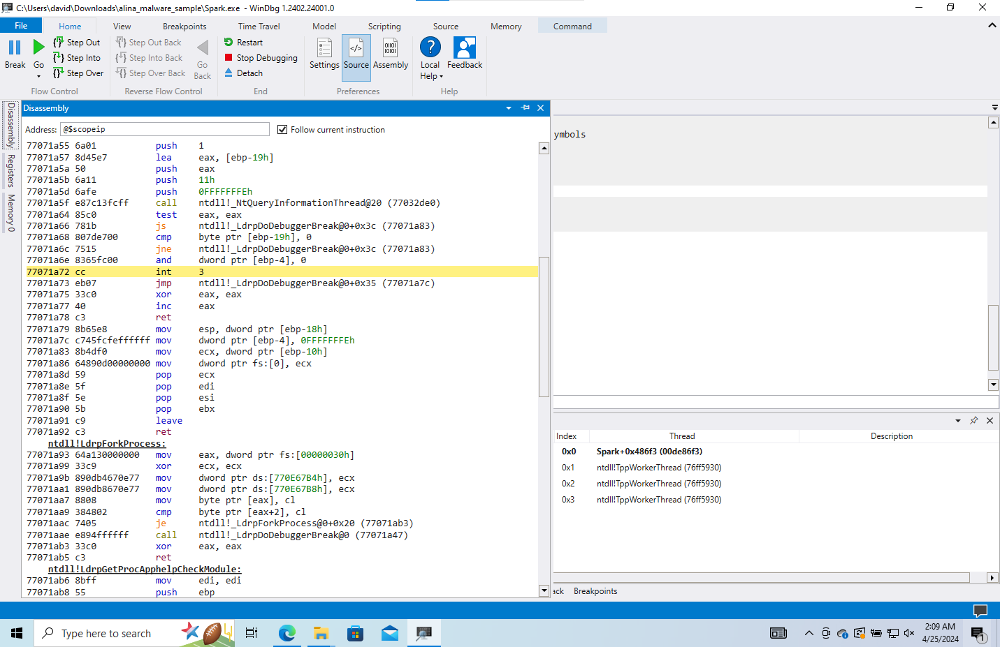 C:\Users\david\Downloads\alina_malware_sample\Spark.exe - WinDbg 1.2402.24001.0
File Home View Breakpoints Time Travel Model Scripting Source Memory Command
Break
Go
Step Out
Step Into
Step Over
Flow Control
Step Out Back
Step Into Back
Step Over Back
Go Back
Reverse Flow Control
Restart
Stop Debugging
Detach
End
Settings
Source
Assembly
Preferences
Local Help
Feedback
Help
Disassembly
Registers
Memory 0
Disassembly
Address: @$scopeip Follow current instruction
77071a55 6a01 push 1
77071a57 8d45e7 lea eax, [ebp-19h]
77071a5a 50 push eax
77071a5b 6a11 push 11h
77071a5d 6afe push 0FFFFFFFEh
77071a5f e87c13fcff call ntdll!_NtQueryInformationThread@20 (77032de0)
77071a64 85c0 test eax, eax
77071a66 781b js ntdll!_LdrpDoDebuggerBreak@0+0x3c (77071a83)
77071a68 807de700 cmp byte ptr [ebp-19h], 0
77071a6c 7515 jne ntdll!_LdrpDoDebuggerBreak@0+0x3c (77071a83)
77071a6e 8365fc00 and dword ptr [ebp-4], 0
77071a72 cc int 3
77071a73 eb07 jmp ntdll!_LdrpDoDebuggerBreak@0+0x35 (77071a7c)
77071a75 33c0 xor eax, eax
77071a77 40 inc eax
77071a78 c3 ret
77071a79 8b65e8 mov esp, dword ptr [ebp-18h]
77071a7c c745fcfeffffff mov dword ptr [ebp-4], 0FFFFFFFEh
77071a83 8b4df0 mov ecx, dword ptr [ebp-10h]
77071a86 64890d00000000 mov dword ptr fs:[0], ecx
77071a8d 59 pop ecx
77071a8e 5f pop edi
77071a8f 5e pop esi
77071a90 5b pop ebx
77071a91 c9 leave
77071a92 c3 ret
ntdll!LdrpForkProcess:
77071a93 64a130000000 mov eax, dword ptr fs:[00000030h]
77071a99 33c9 xor ecx, ecx
77071a9b 890db4670e77 mov dword ptr ds:[770E67B4h], ecx
77071aa1 890db8670e77 mov dword ptr ds:[770E67B8h], ecx
77071aa7 8808 mov byte ptr [eax], cl
77071aa9 384802 cmp byte ptr [eax+2], cl
77071aac 7405 je ntdll!_LdrpForkProcess@0+0x20 (77071ab3)
77071aae e894ffffff call ntdll!_LdrpDoDebuggerBreak@0 (77071a47)
77071ab3 33c0 xor eax, eax
77071ab5 c3 ret
ntdll!LdrpGetProcApphelpCheckModule:
77071ab6 8bff mov edi, edi
77071ab8 55 push ebp
ymbols
Index Thread Description
0x0 Spark+0x486f3 (00de86f3)
0x1 ntdll!TppWorkerThread (76ff5930)
0x2 ntdll!TppWorkerThread (76ff5930)
0x3 ntdll!TppWorkerThread (76ff5930)
ack Breakpoints
Type here to search
2:09 AM
4/25/2024
1